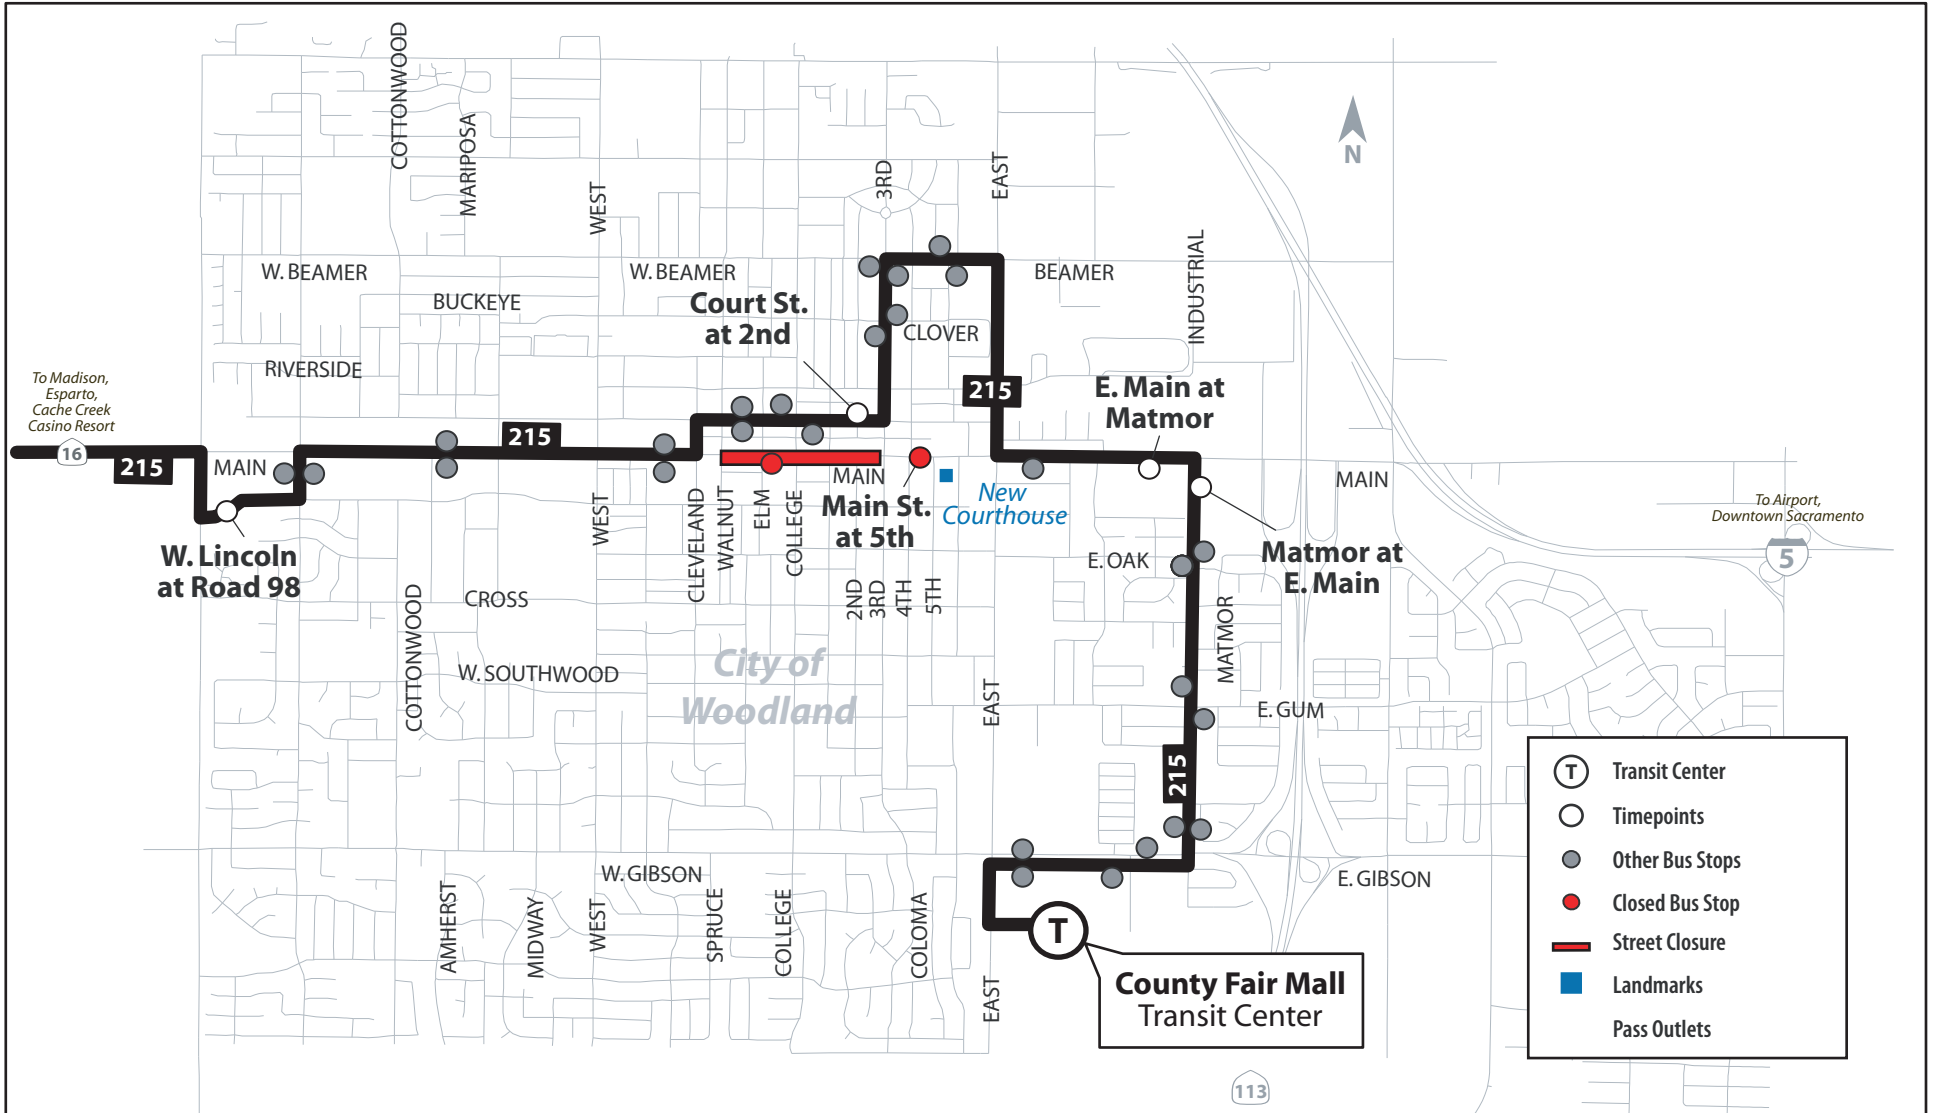 COTTONWOOD
MARIPOSA
WEST
3RD
EAST
N
INDUSTRIAL
W. BEAMER
W. BEAMER
BEAMER
BUCKEYE
Court St.
at 2nd
CLOVER
RIVERSIDE
To Madison,
Esparto,
Cache Creek
Casino Resort
16
215
MAIN
215
215
E. Main at
Matmor
MAIN
MAIN
New
Courthouse
Main St.
at 5th
To Airport,
Downtown Sacramento
5
W. Lincoln
at Road 98
WEST
CLEVELAND
WALNUT
ELM
COLLEGE
E. OAK
Matmor at
E. Main
2ND
3RD
4TH
5TH
CROSS
COTTONWOOD
W. SOUTHWOOD
City of
Woodland
EAST
MATMOR
E. GUM
215
W. GIBSON
E. GIBSON
AMHERST
MIDWAY
WEST
SPRUCE
COLLEGE
COLOMA
EAST
T
County Fair Mall
Transit Center
113
T
Transit Center
Timepoints
Other Bus Stops
Closed Bus Stop
Street Closure
Landmarks
Pass Outlets